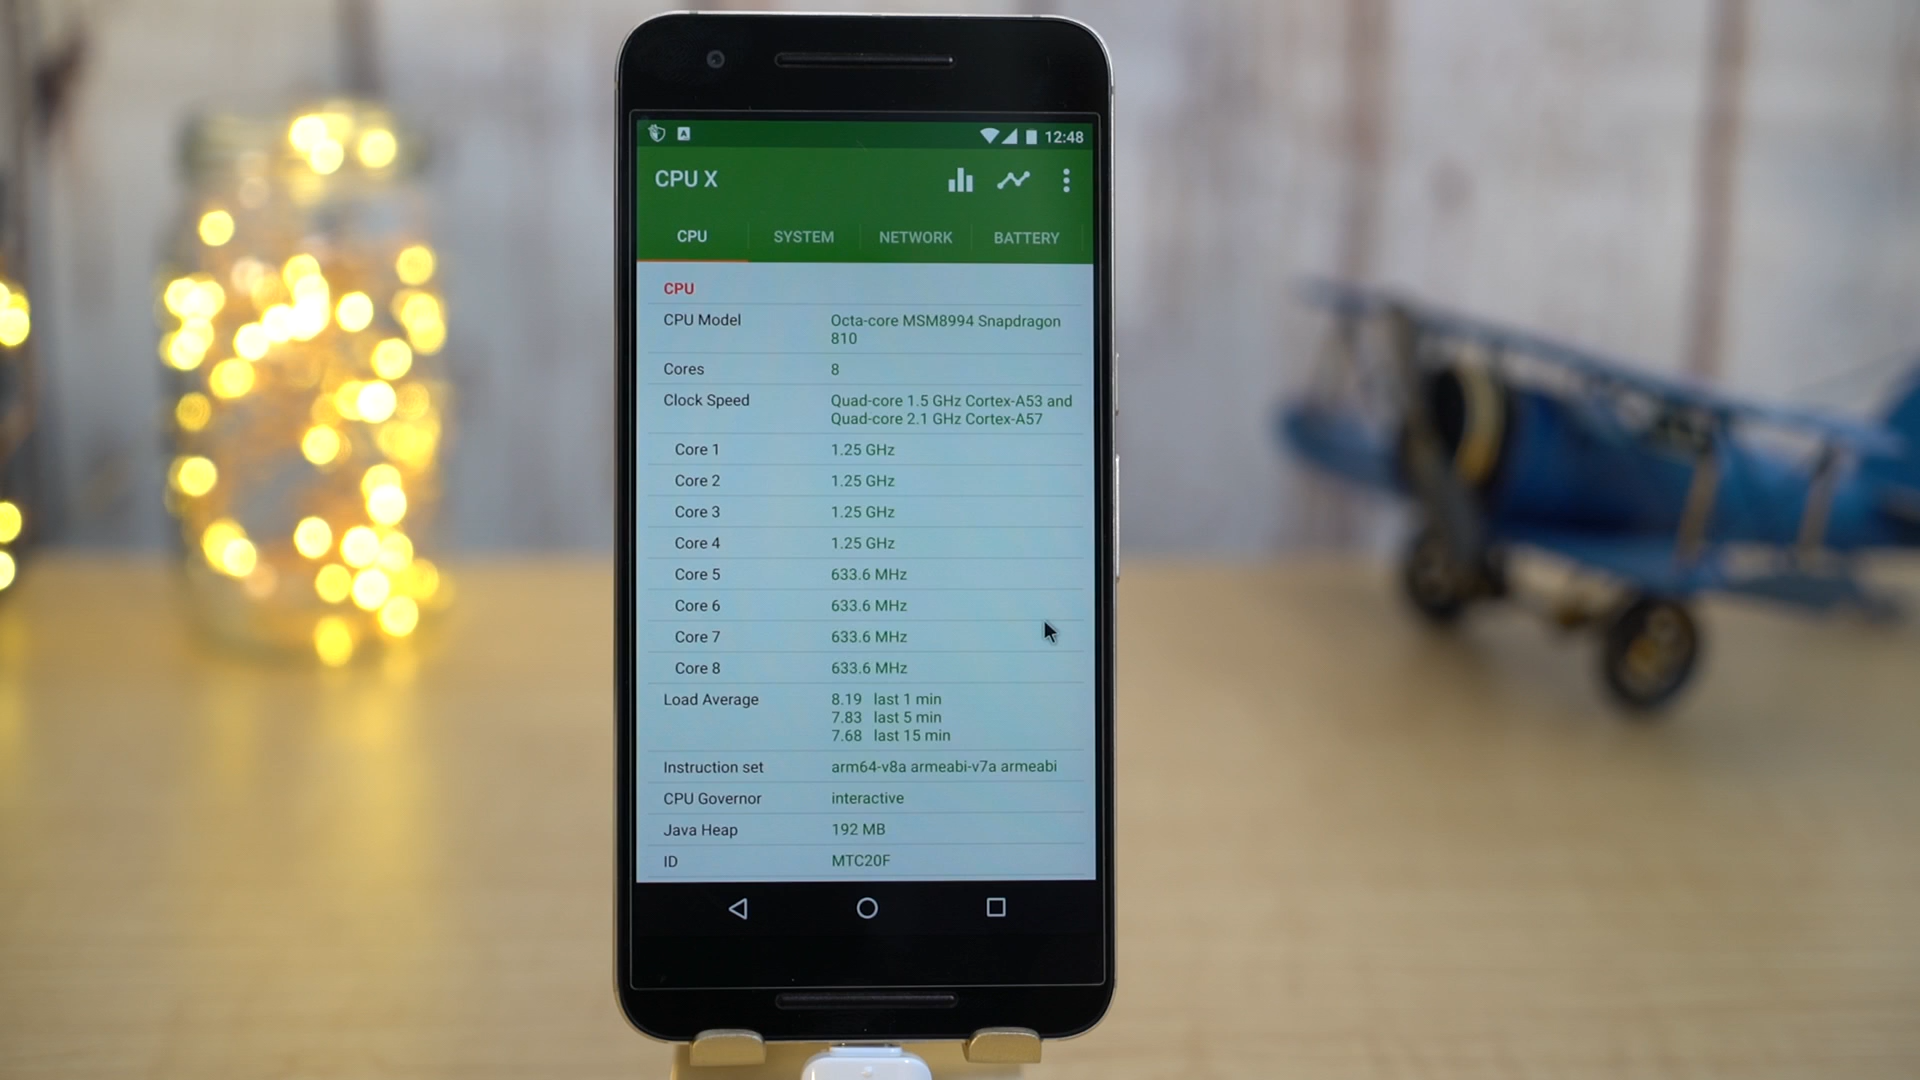 12:48
CPU X
CPU SYSTEM NETWORK BATTERY
CPU
CPU Model Octa-core MSM8994 Snapdragon
810
Cores 8
Clock Speed Quad-core 1.5 GHz Cortex-A53 and
Quad-core 2.1 GHz Cortex-A57
Core 1 1.25 GHz
Core 2 1.25 GHz
Core 3 1.25 GHz
Core 4 1.25 GHz
Core 5 633.6 MHz
Core 6 633.6 MHz
Core 7 633.6 MHz
Core 8 633.6 MHz
Load Average 8.19 last 1 min
7.83 last 5 min
7.68 last 15 min
Instruction set arm64-v8a armeabi-v7a armeabi
CPU Governor interactive
Java Heap 192 MB
ID MTC20F